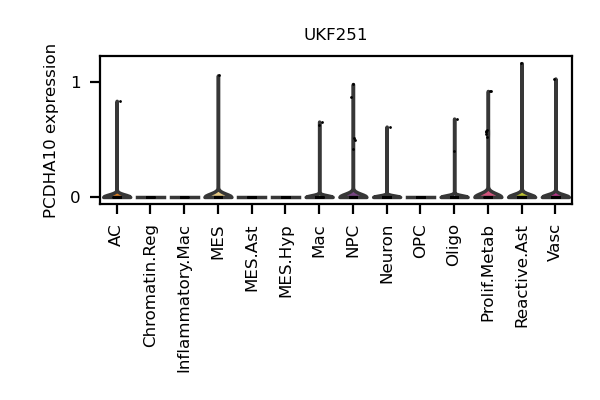 UKF251
PCDHA10 expression
1
0
AC
Chromatin.Reg
Inflammatory.Mac
MES
MES.Ast
MES.Hyp
Mac
NPC
Neuron
OPC
Oligo
Prolif.Metab
Reactive.Ast
Vasc